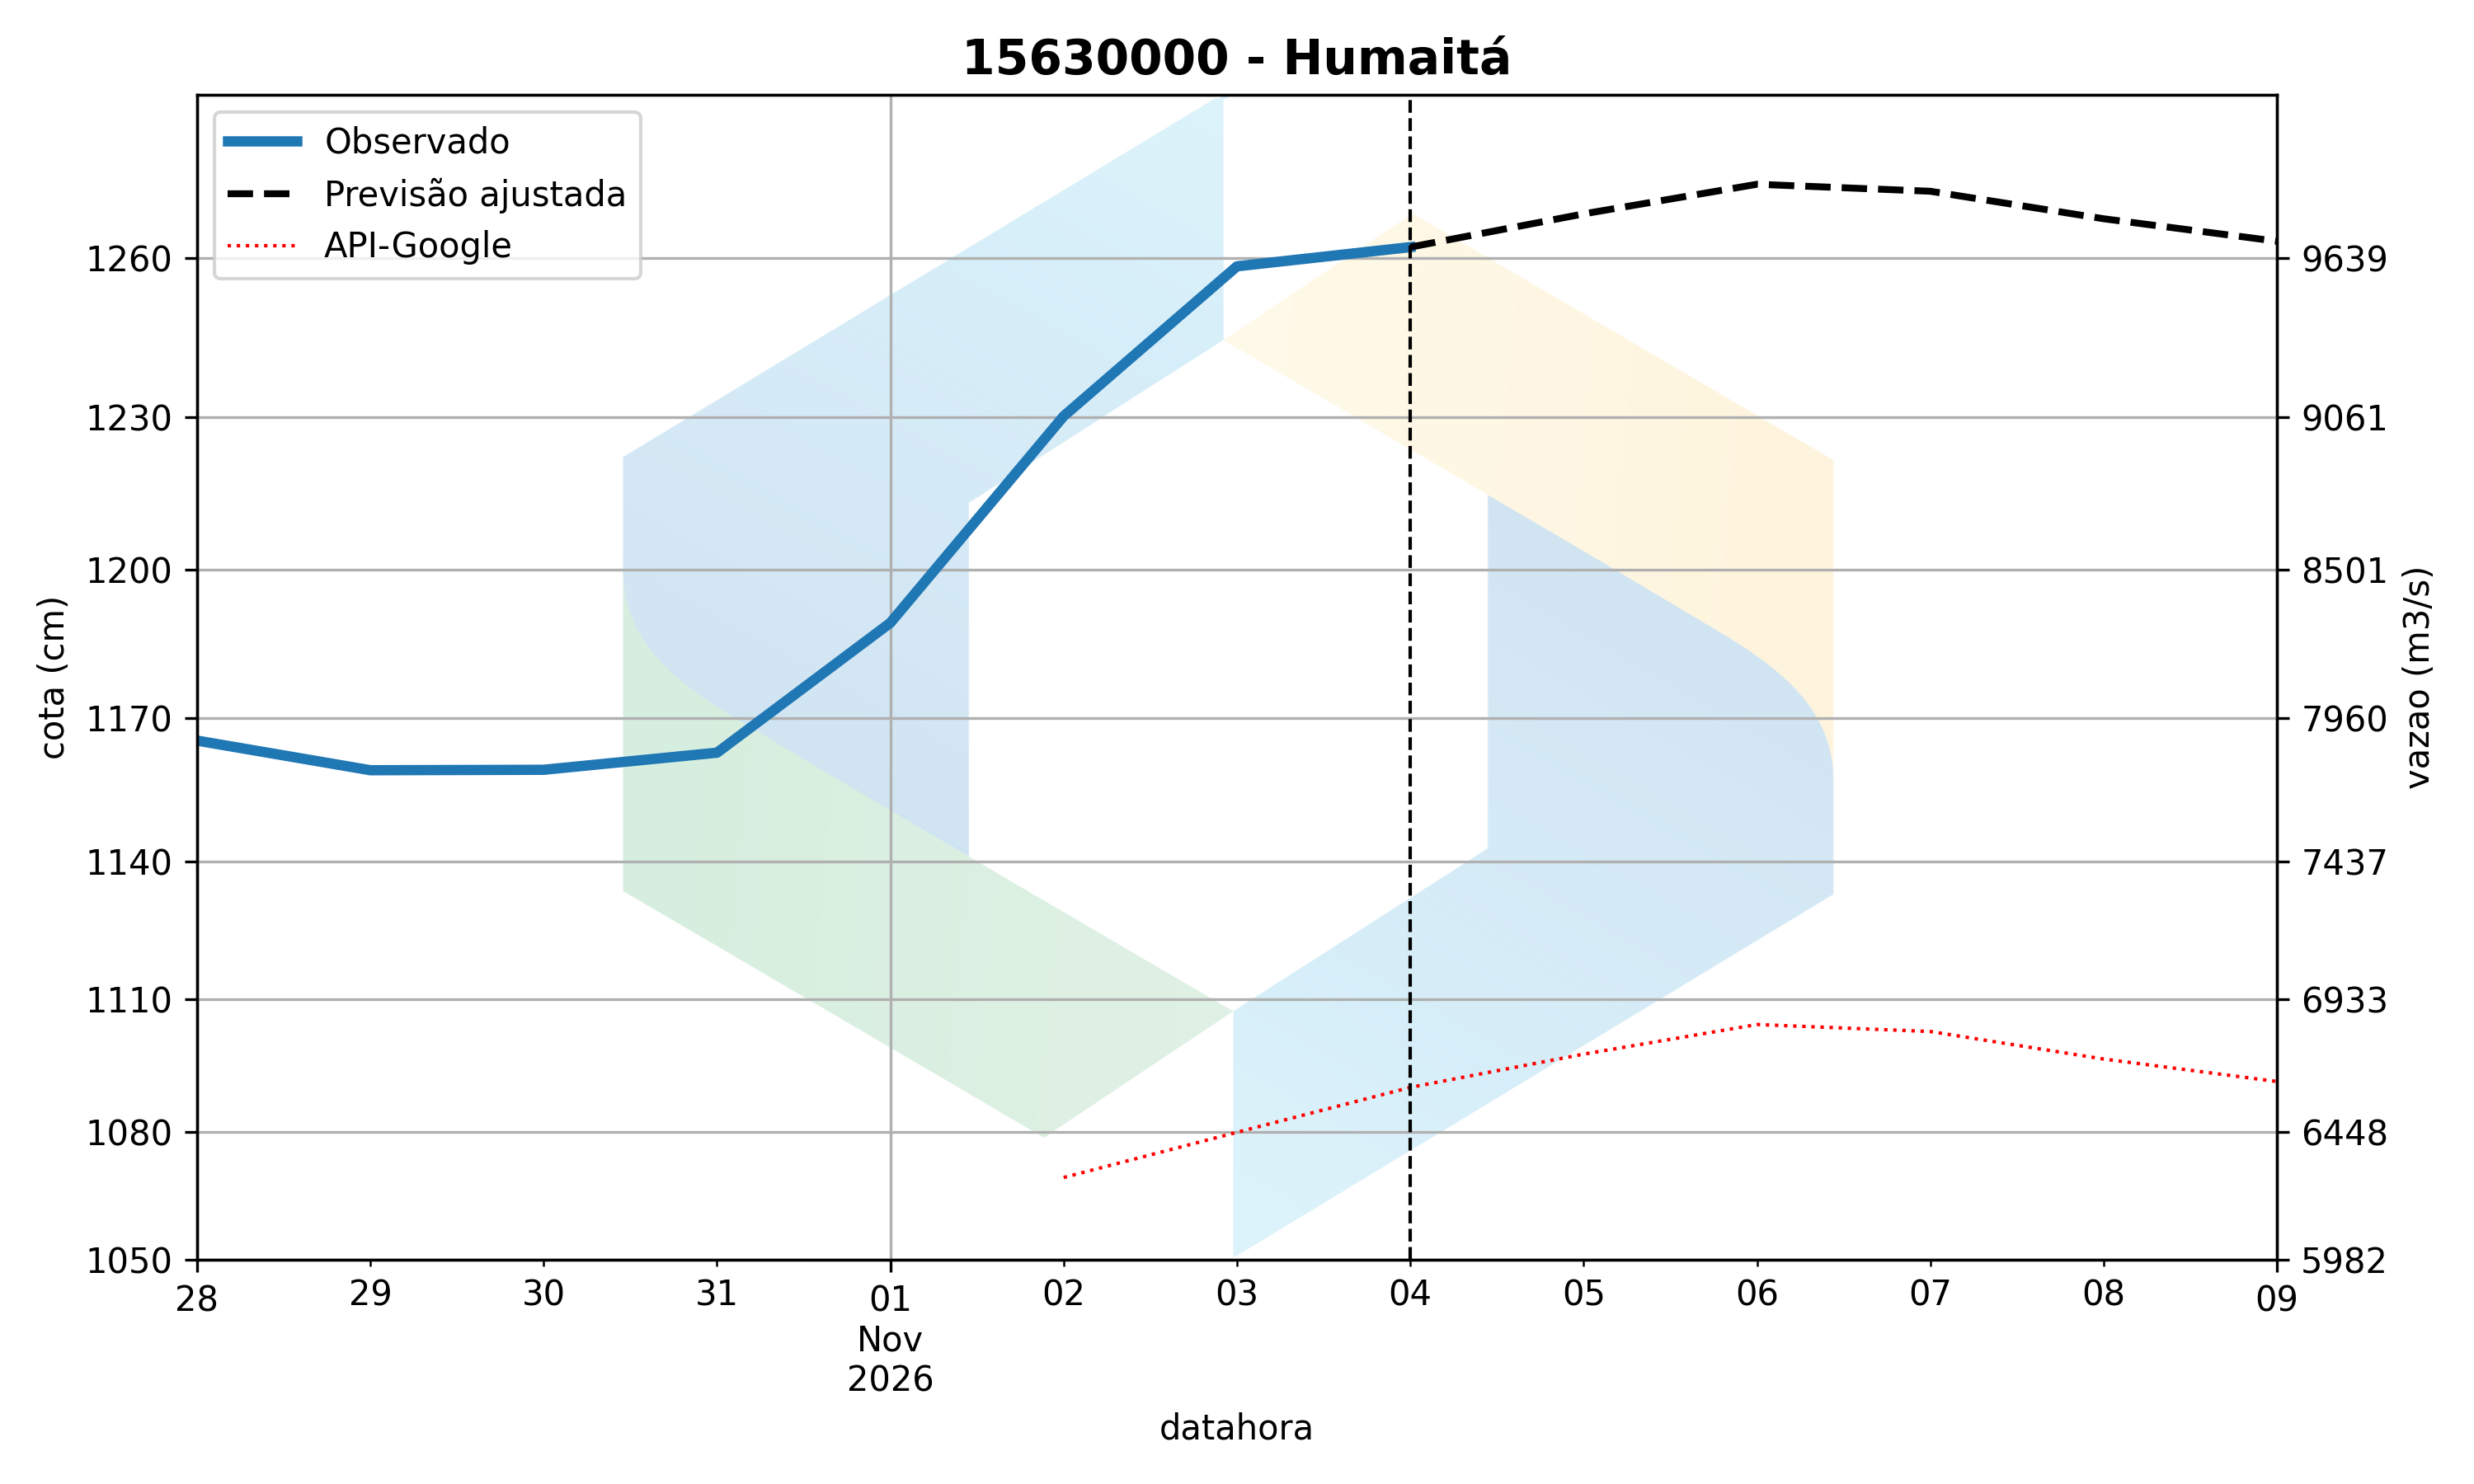 15630000 - Humaitá
Observado
Previsão ajustada
API-Google
1260
1230
1200
1170
1140
1110
1080
1050
cota (cm)
9639
9061
8501
7960
7437
6933
6448
5982
vazao (m3/s)
28 29 30 31 01 02 03 04 05 06 07 08 09
Nov
2026
datahora